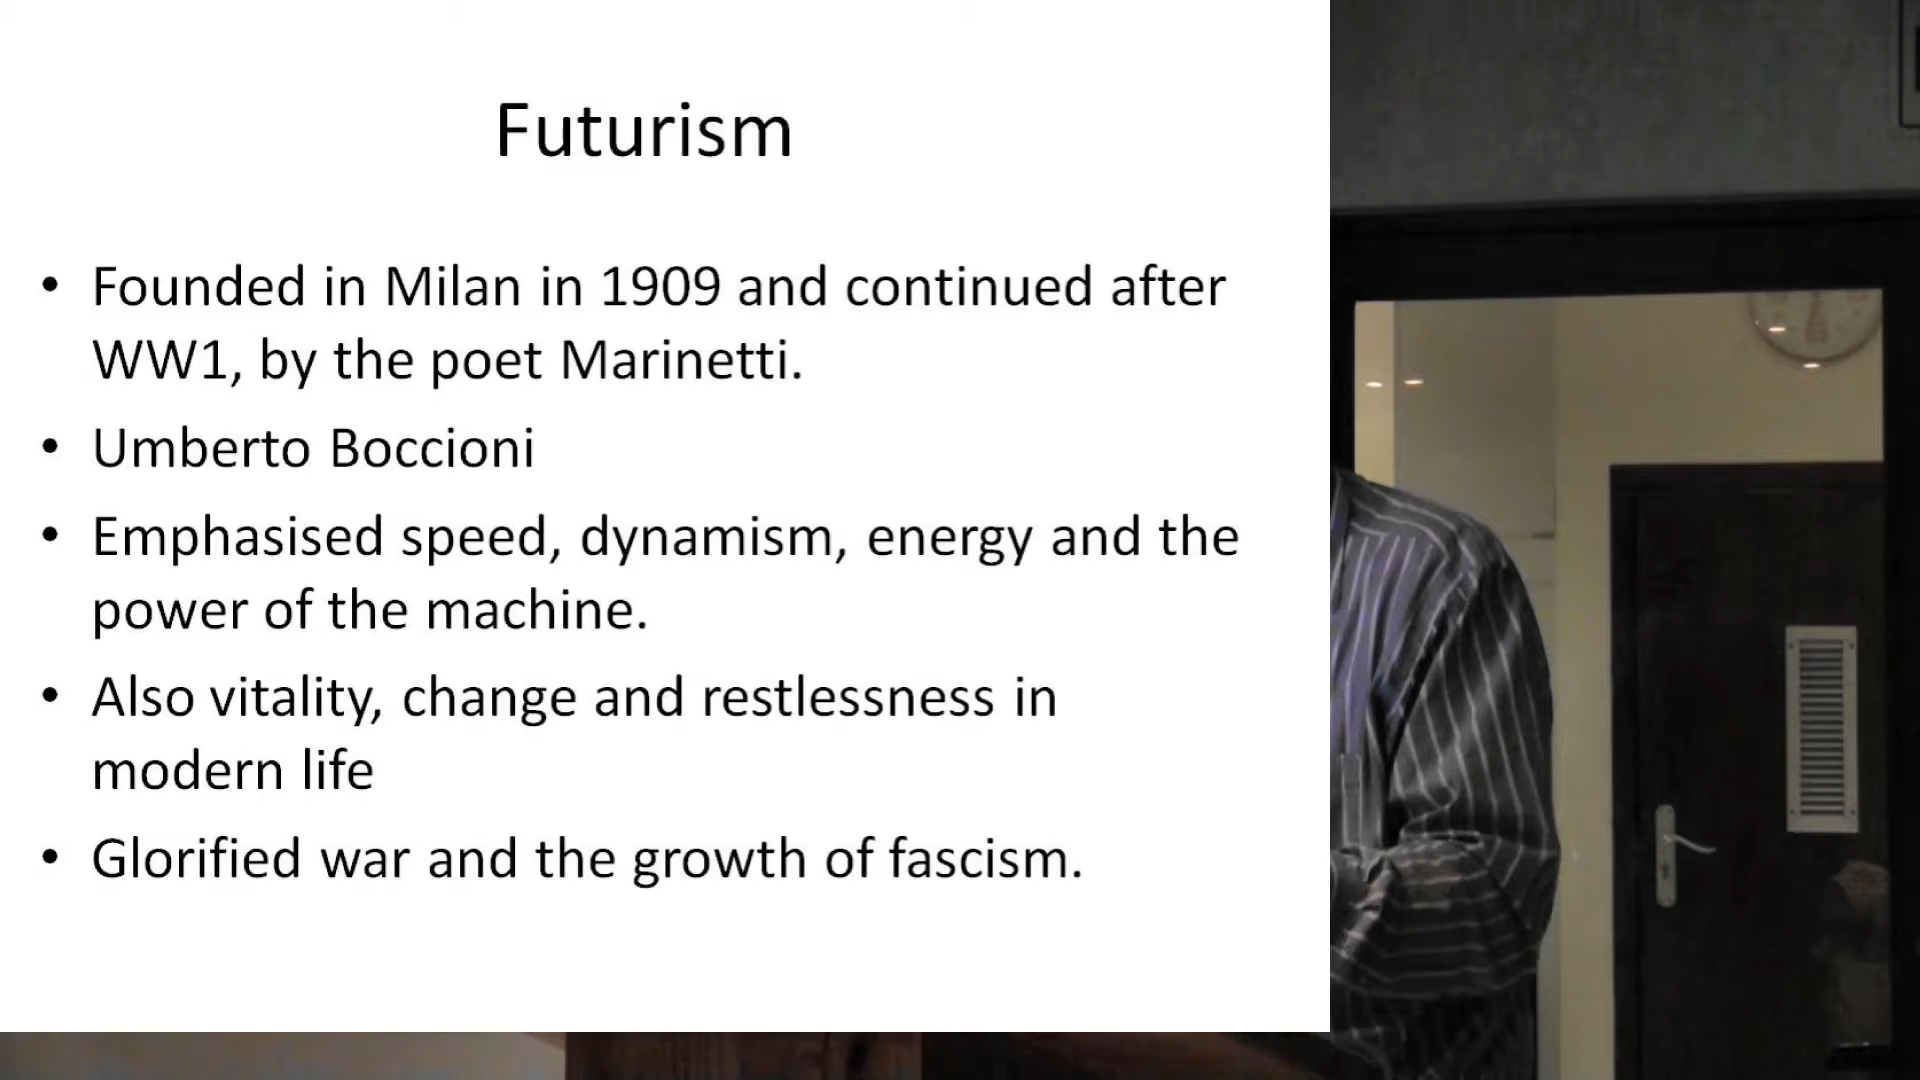 Futurism
• Founded in Milan in 1909 and continued after
WW1, by the poet Marinetti.
• Umberto Boccioni
• Emphasised speed, dynamism, energy and the
power of the machine.
• Also vitality, change and restlessness in
modern life
• Glorified war and the growth of fascism.